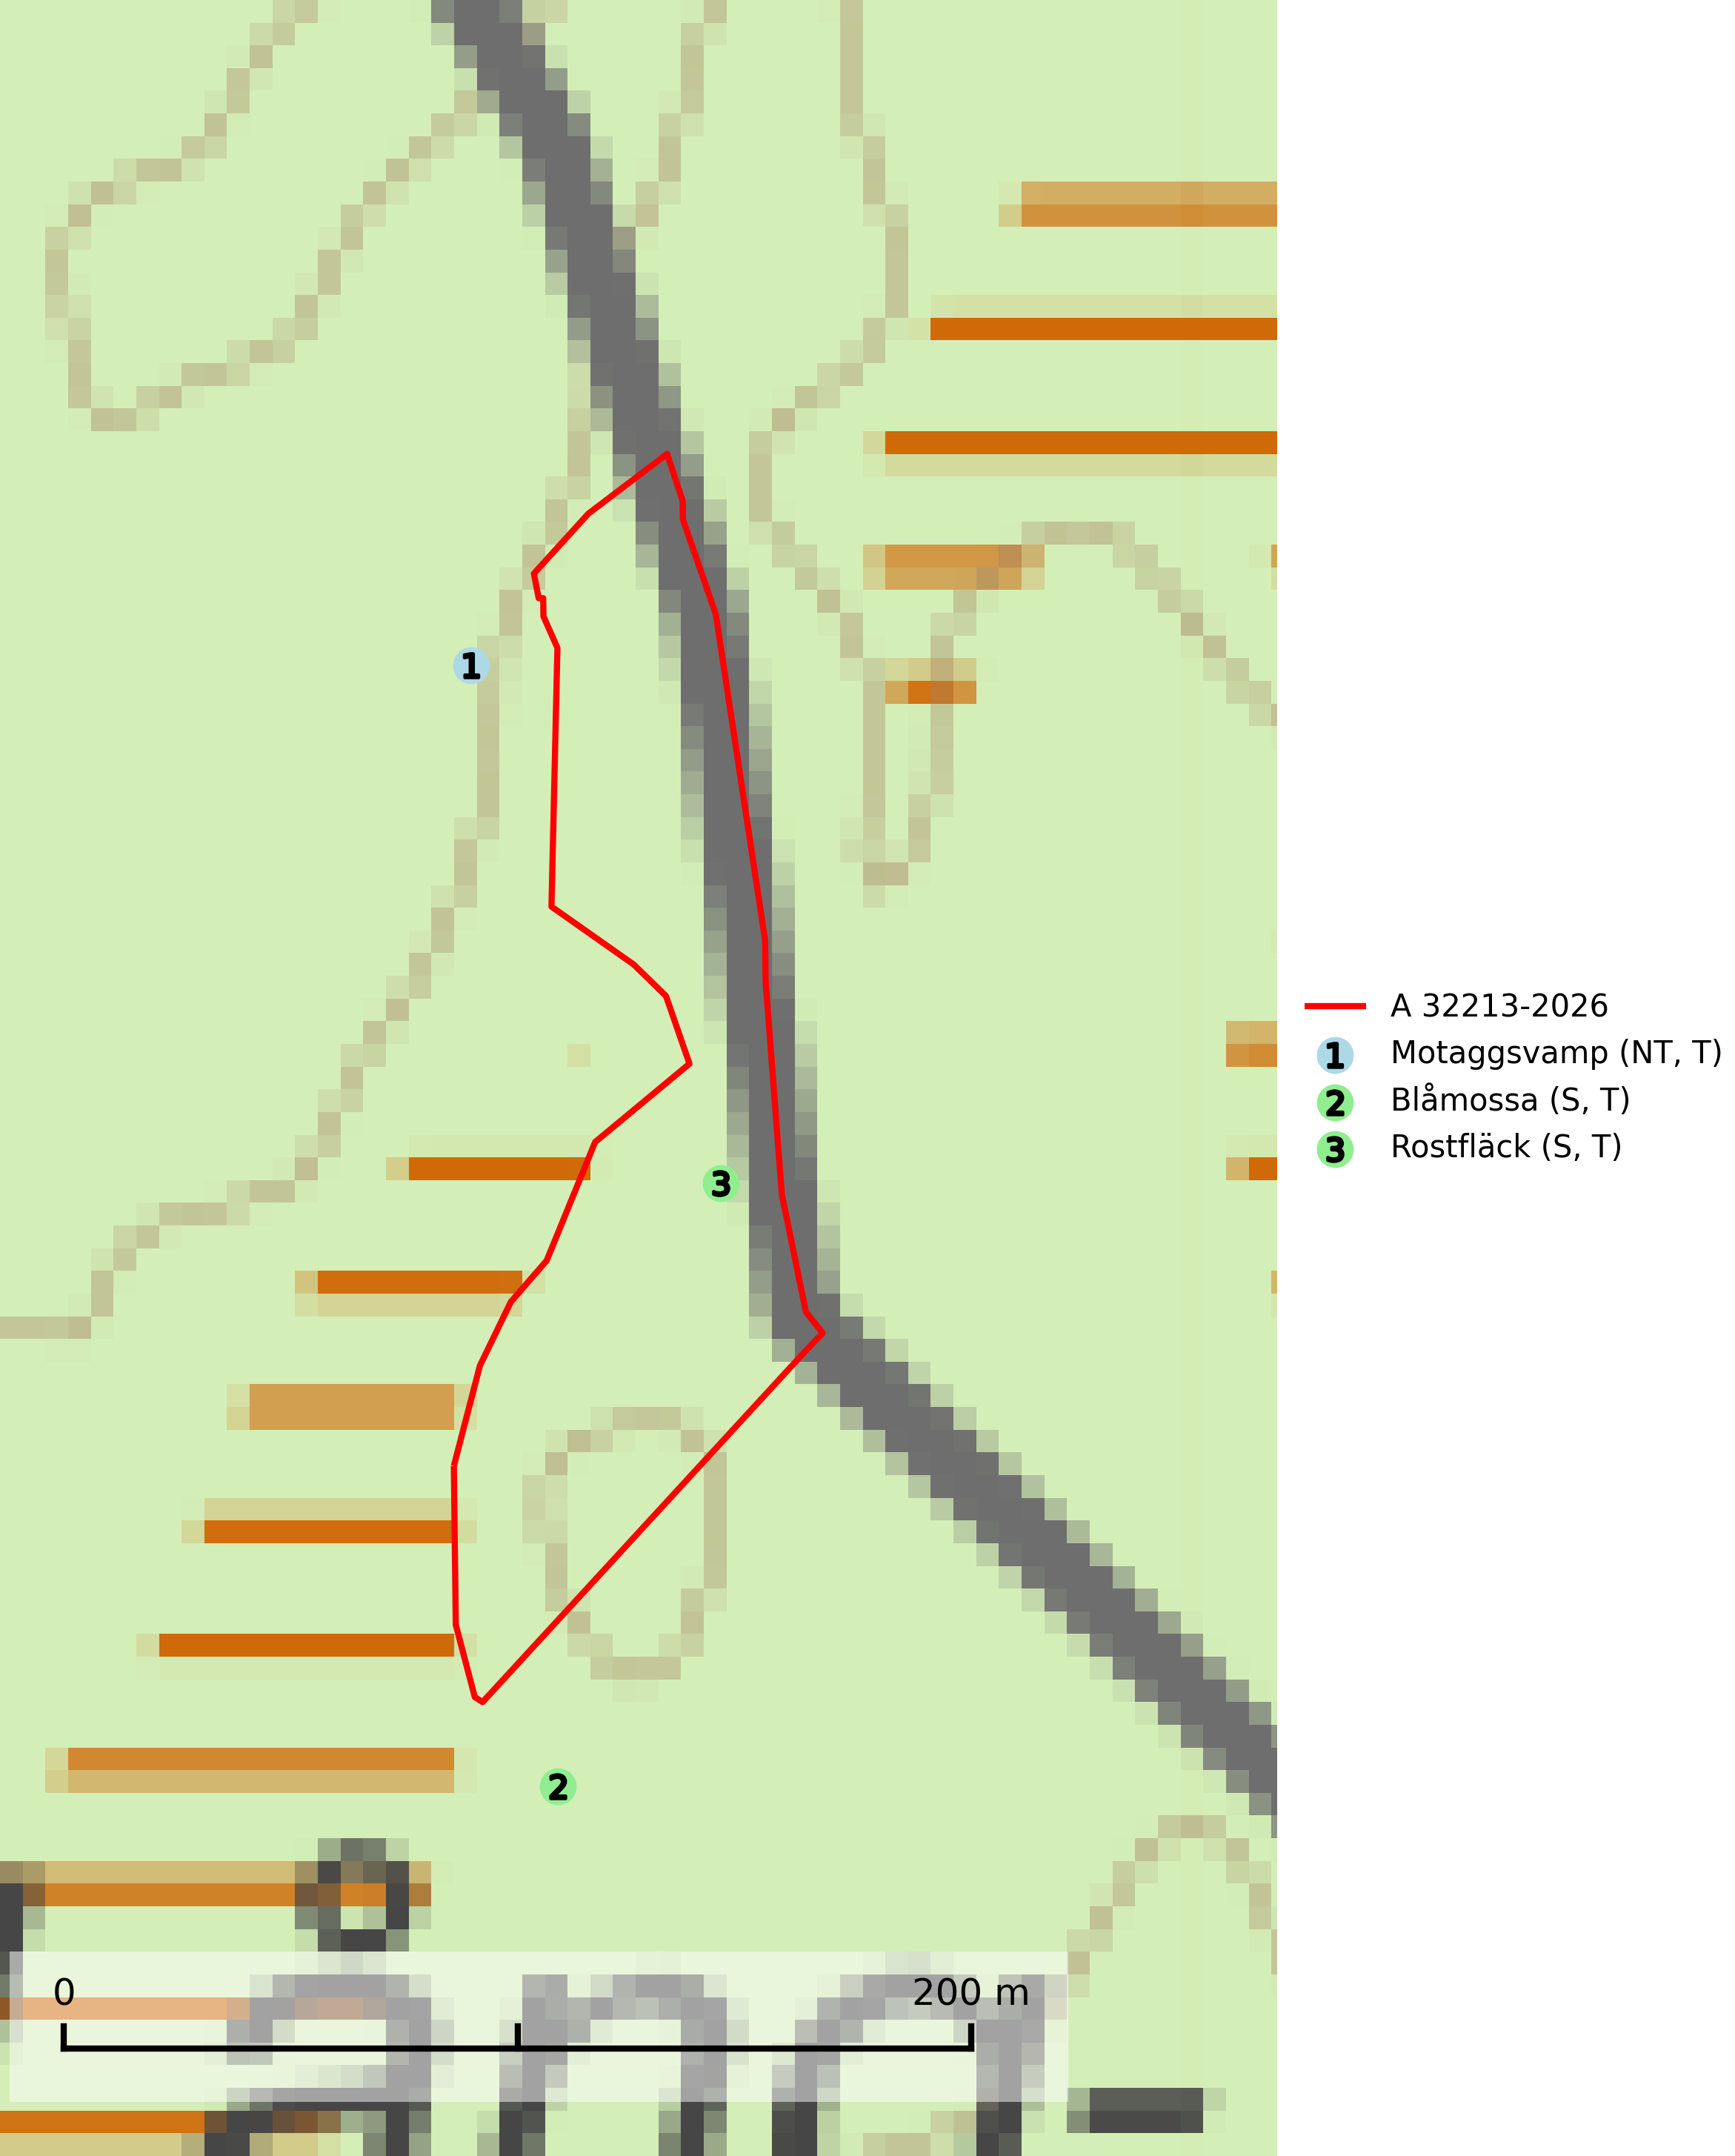 1
3
2
0 200 m
A 32213-2026
1 Motaggsvamp (NT, T)
2 Blåmossa (S, T)
3 Rostfläck (S, T)